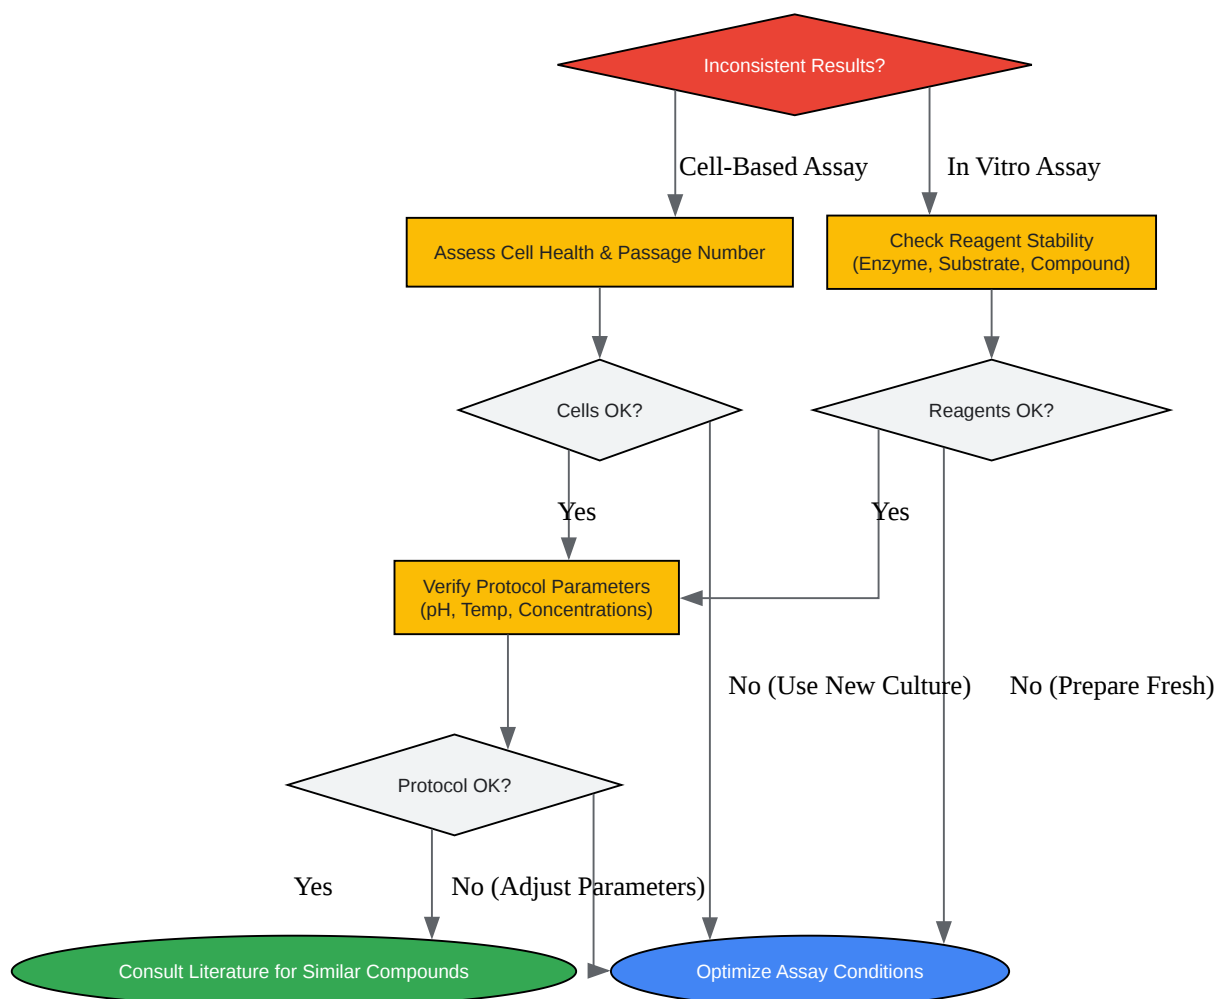 Inconsistent Results?
Cell-Based Assay
In Vitro Assay
Assess Cell Health & Passage Number
Check Reagent Stability
(Enzyme, Substrate, Compound)
Cells OK?
Reagents OK?
Yes
Yes
Verify Protocol Parameters
(pH, Temp, Concentrations)
No (Use New Culture)
No (Prepare Fresh)
Protocol OK?
Yes
No (Adjust Parameters)
Consult Literature for Similar Compounds
Optimize Assay Conditions